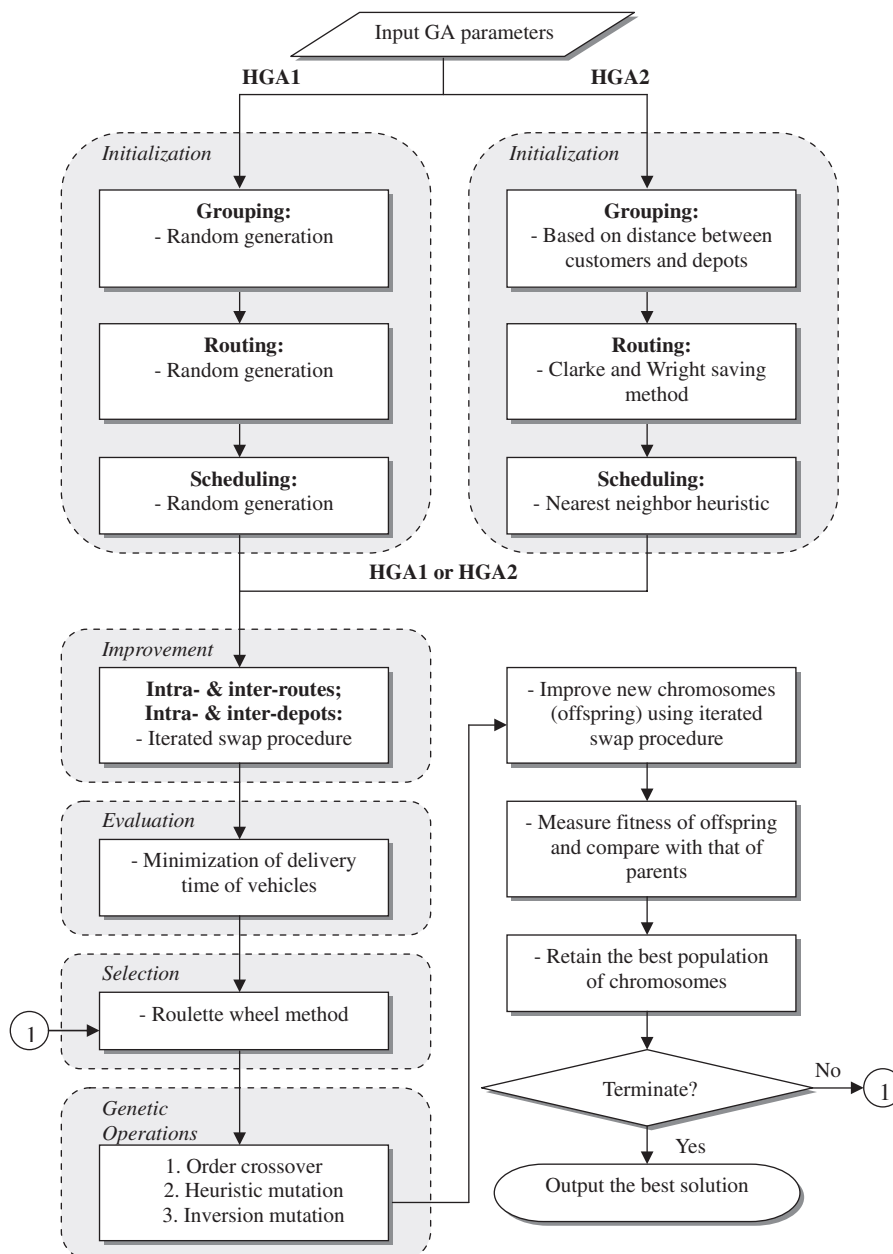 Input GA parameters
HGA1
HGA2
Initialization
Grouping:
- Random generation
Routing:
- Random generation
Scheduling:
- Random generation
Initialization
Grouping:
- Based on distance between
customers and depots
Routing:
- Clarke and Wright saving
method
Scheduling:
- Nearest neighbor heuristic
HGA1 or HGA2
Improvement
Intra- & inter-routes;
Intra- & inter-depots:
- Iterated swap procedure
Evaluation
- Minimization of delivery
time of vehicles
Selection
- Roulette wheel method
1
Genetic
Operations
1. Order crossover
2. Heuristic mutation
3. Inversion mutation
- Improve new chromosomes
(offspring) using iterated
swap procedure
- Measure fitness of offspring
and compare with that of
parents
- Retain the best population
of chromosomes
Terminate?
No
1
Yes
Output the best solution